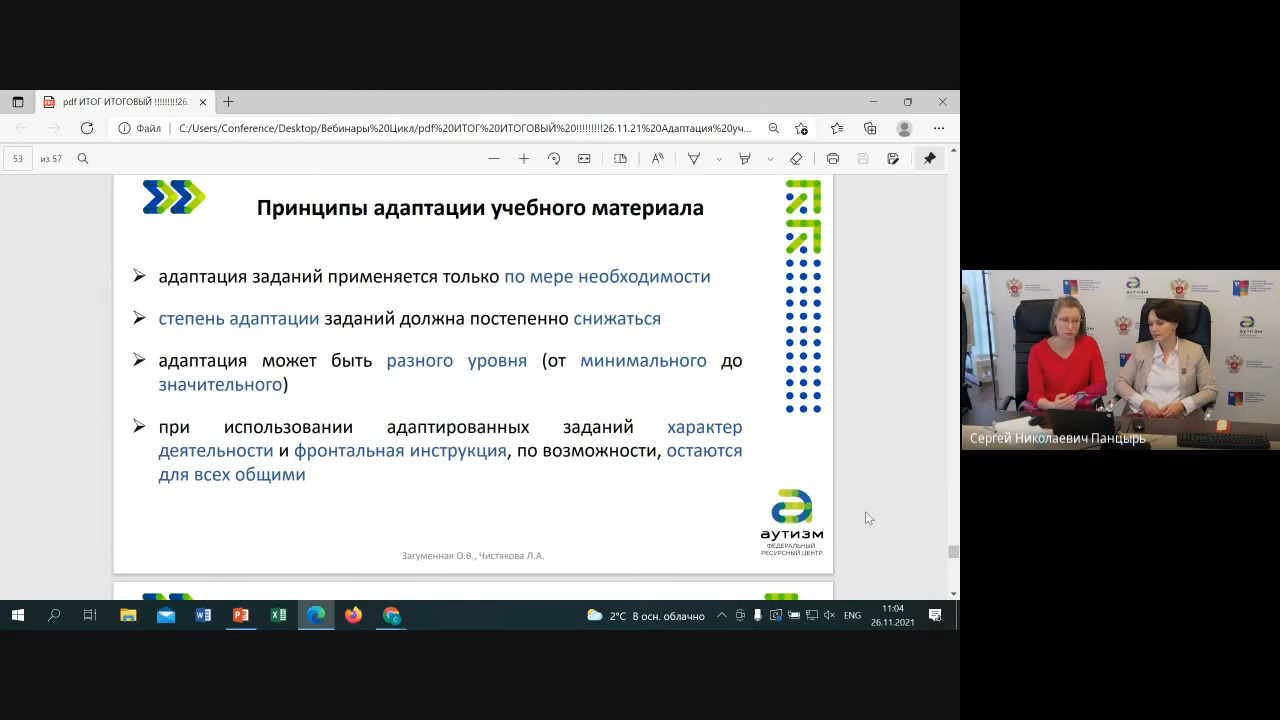 pdf ИТОГ ИТОГОВЫЙ !!!!!!!!!26.
Файл
C:/Users/Conference/Desktop/Вебинары%20Цикл/pdf%20ИТОГ%20ИТОГОВЫЙ%20!!!!!!!!!26.11.21%20Адаптация%20уч...
53 из 57
Принципы адаптации учебного материала
адаптация заданий применяется только по мере необходимости
степень адаптации заданий должна постепенно снижаться
адаптация может быть разного уровня (от минимального до
значительного)
при использовании адаптированных заданий характер
деятельности и фронтальная инструкция, по возможности, остаются
для всех общими
аутизм
ФЕДЕРАЛЬНЫЙ
РЕСУРСНЫЙ ЦЕНТР
Загуменная О.В., Чистякова Л.А.
2°C В осн. облачно
ENG
11:04
26.11.2021
аутизм
Сергей Николаевич Панцырь